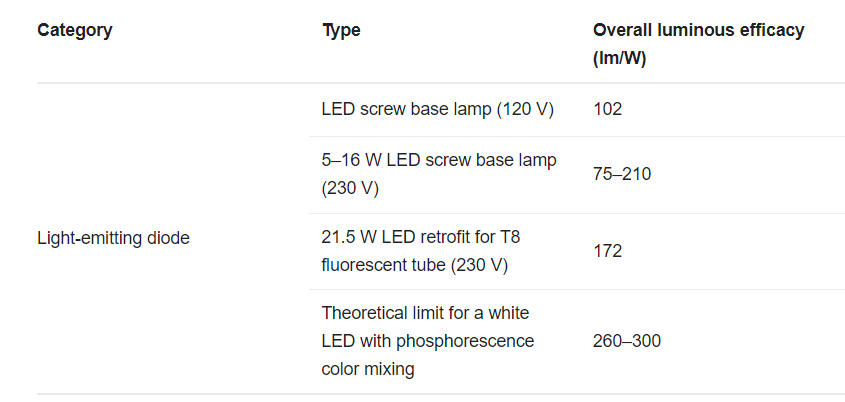 Category Type Overall luminous efficacy
(lm/W)
LED screw base lamp (120 V) 102
5–16 W LED screw base lamp
(230 V)
75–210
Light-emitting diode
21.5 W LED retrofit for T8
fluorescent tube (230 V)
172
Theoretical limit for a white
LED with phosphorescence
color mixing
260–300